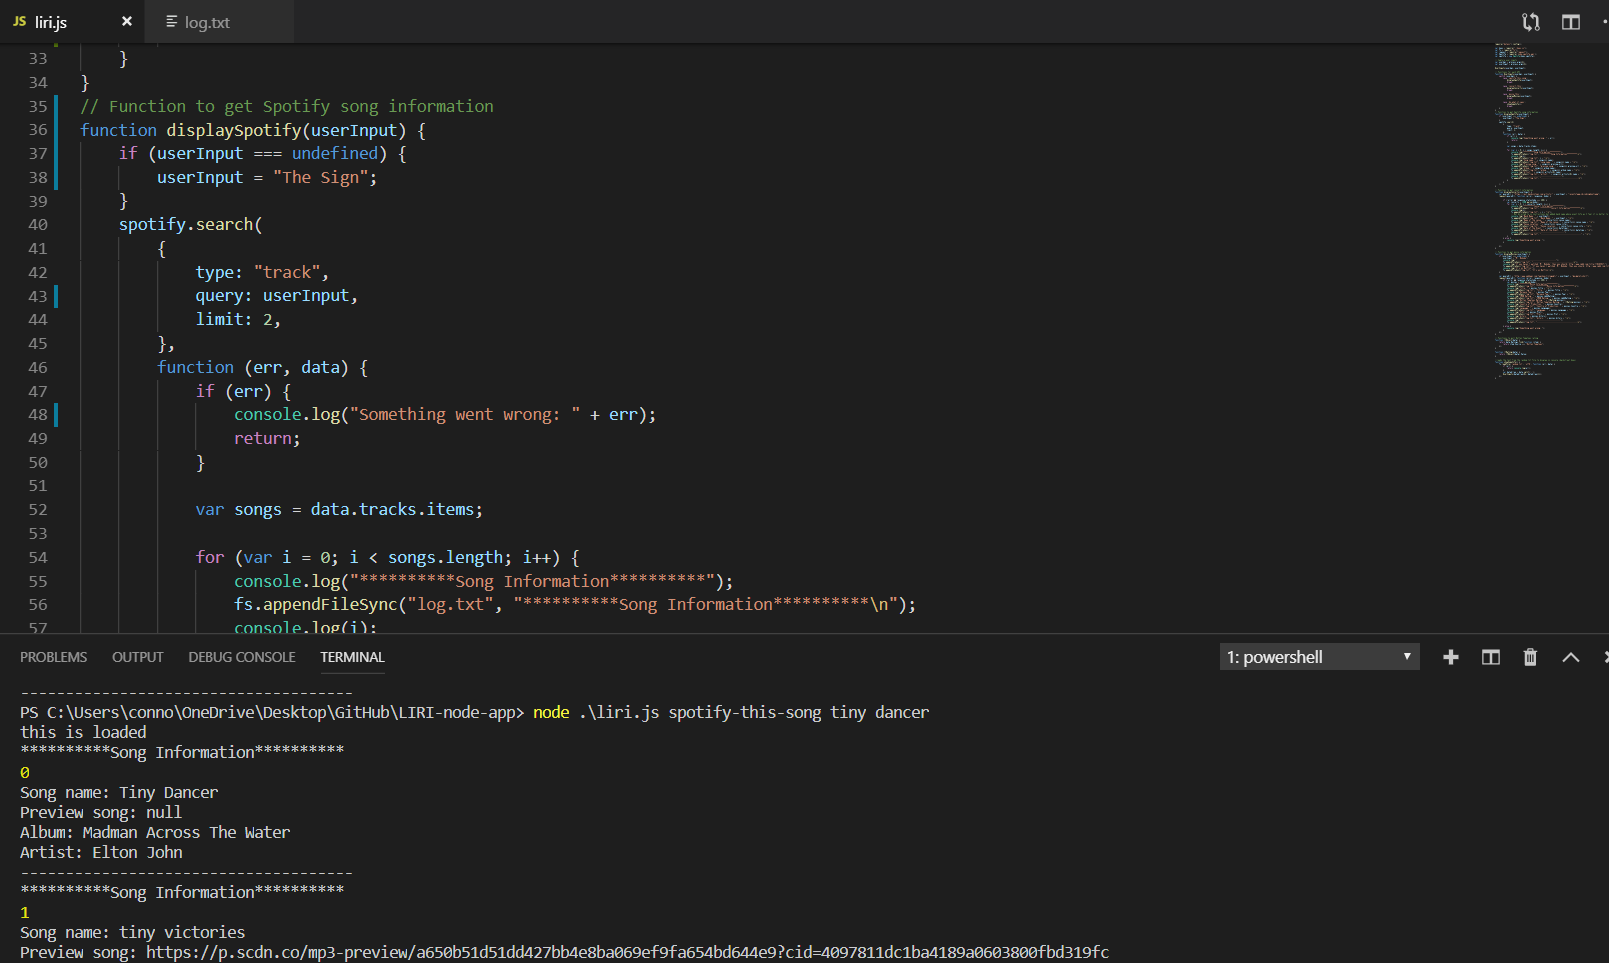 JS liri.js × log.txt
33 }
34 }
35 // Function to get Spotify song information
36 function displaySpotify(userInput) {
37 if (userInput === undefined) {
38 userInput = "The Sign";
39 }
40 spotify.search(
41 {
42 type: "track",
43 query: userInput,
44 limit: 2,
45 },
46 function (err, data) {
47 if (err) {
48 console.log("Something went wrong: " + err);
49 return;
50 }
51
52 var songs = data.tracks.items;
53
54 for (var i = 0; i < songs.length; i++) {
55 console.log("**********Song Information**********");
56 fs.appendFileSync("log.txt", "**********Song Information**********\n");
57 console.log(i);
PROBLEMS OUTPUT DEBUG CONSOLE TERMINAL 1: powershell
-------------------------------------
PS C:\Users\conno\OneDrive\Desktop\GitHub\LIRI-node-app> node .\liri.js spotify-this-song tiny dancer
this is loaded
**********Song Information**********
0
Song name: Tiny Dancer
Preview song: null
Album: Madman Across The Water
Artist: Elton John
-------------------------------------
**********Song Information**********
1
Song name: tiny victories
Preview song: https://p.scdn.co/mp3-preview/a650b51d51dd427bb4e8ba069ef9fa654bd644e9?cid=4097811dc1ba4189a0603800fbd319fc